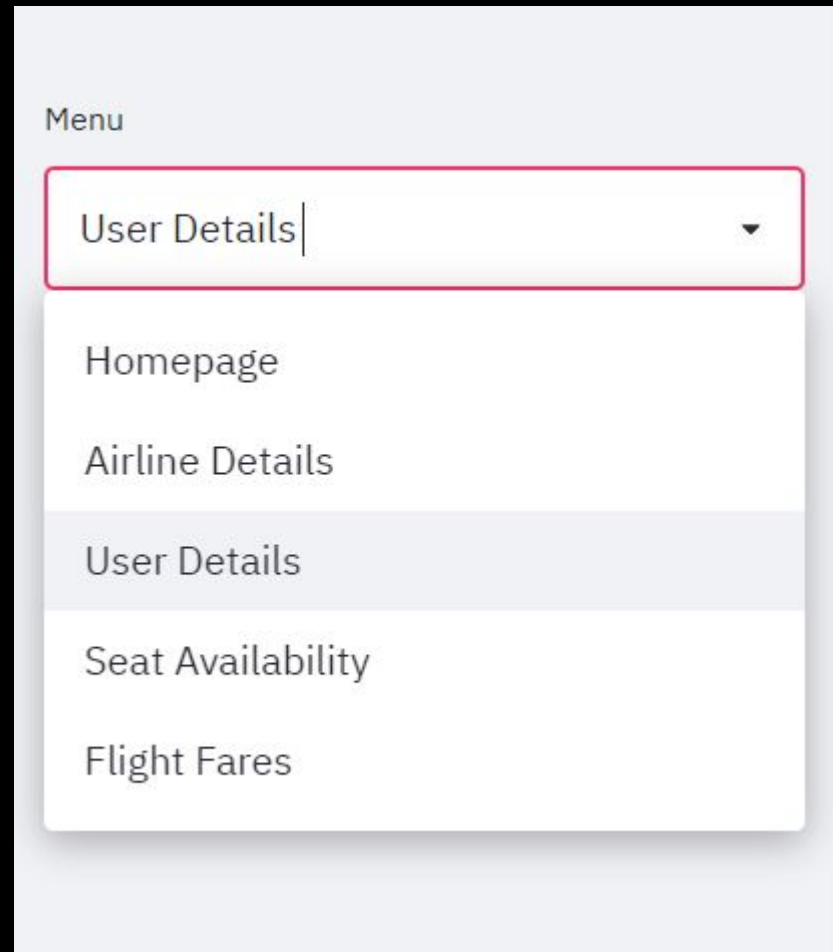 Menu
User Details
Homepage
Airline Details
User Details
Seat Availability
Flight Fares